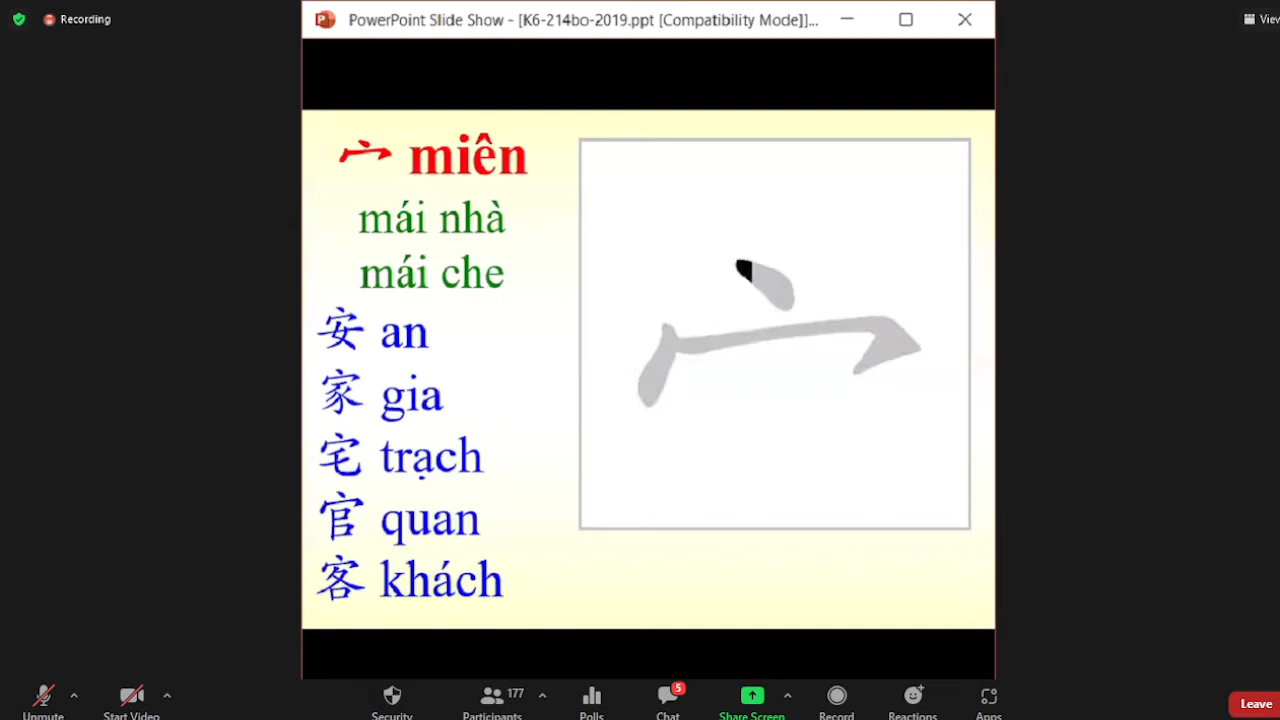 Recording
PowerPoint Slide Show - [K6-214bo-2019.ppt [Compatibility Mode]]...
View
宀 miên
mái nhà
mái che
安 an
家 gia
宅 trạch
官 quan
客 khách
Unmute
Start Video
Security
177
Participants
Polls
5
Chat
Share Screen
Record
Reactions
Apps
Leave